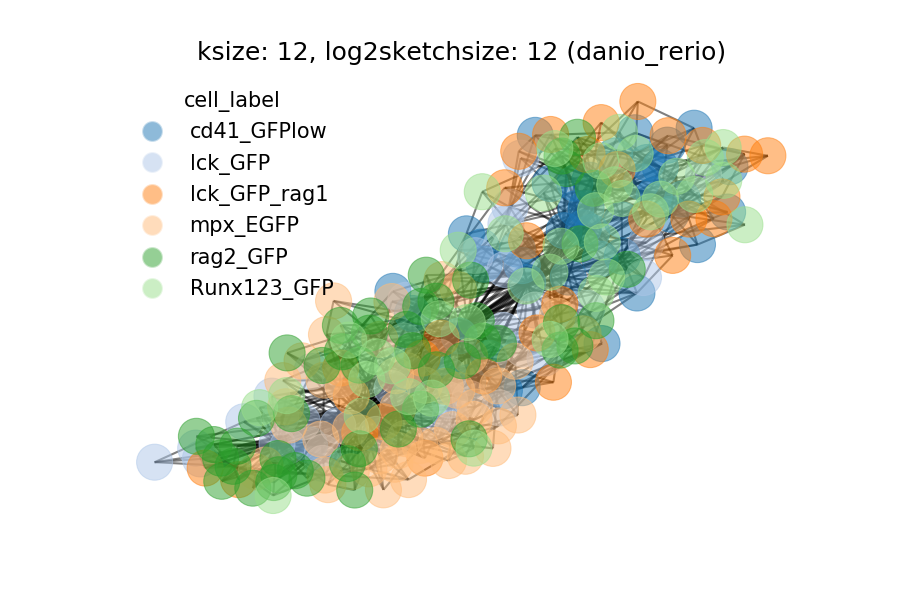 ksize: 12, log2sketchsize: 12 (danio_rerio)
cell_label
cd41_GFPlow
lck_GFP
lck_GFP_rag1
mpx_EGFP
rag2_GFP
Runx123_GFP